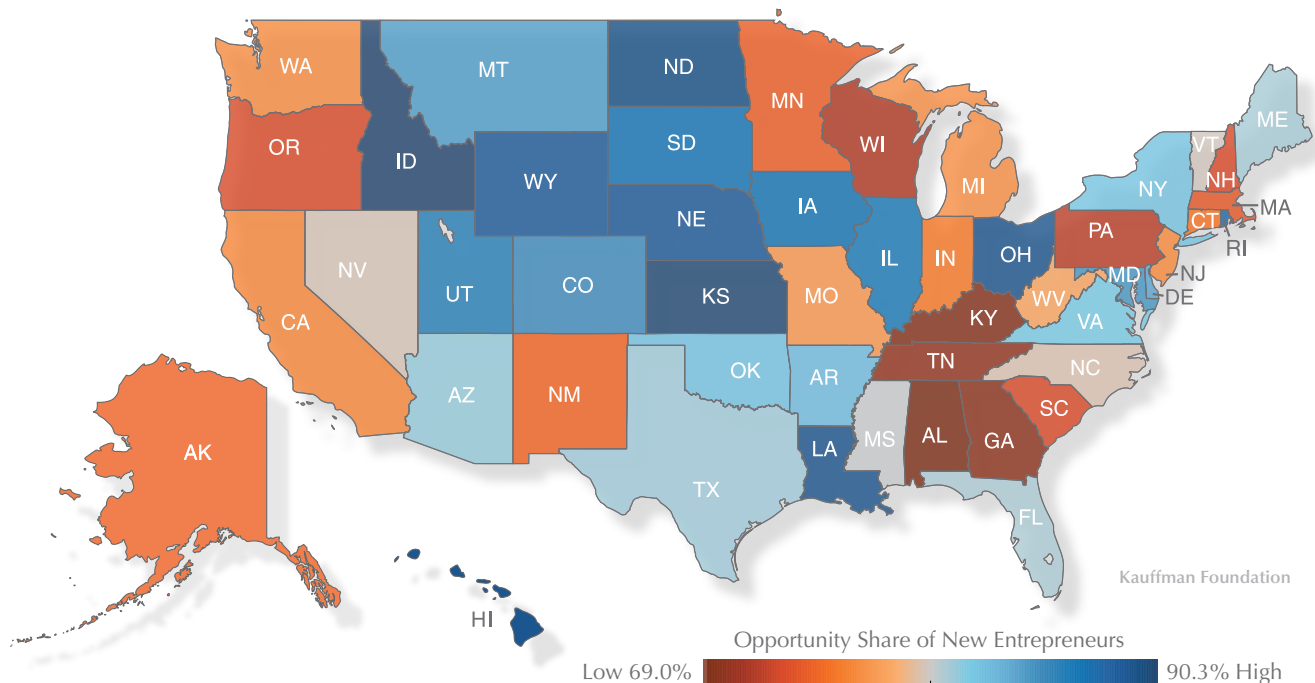 WA
MT
ND
MN
ME
VT
OR
ID
SD
WI
NH
WY
NY
MI
MA
IA
CT
NE
PA
RI
NV
IL
IN
OH
NJ
UT
CO
MD
DE
KS
MO
WV
CA
KY
VA
TN
NC
OK
AR
AZ
NM
SC
AK
MS
AL
GA
LA
TX
FL
Kauffman Foundation
HI
Opportunity Share of New Entrepreneurs
Low 69.0% 90.3% High